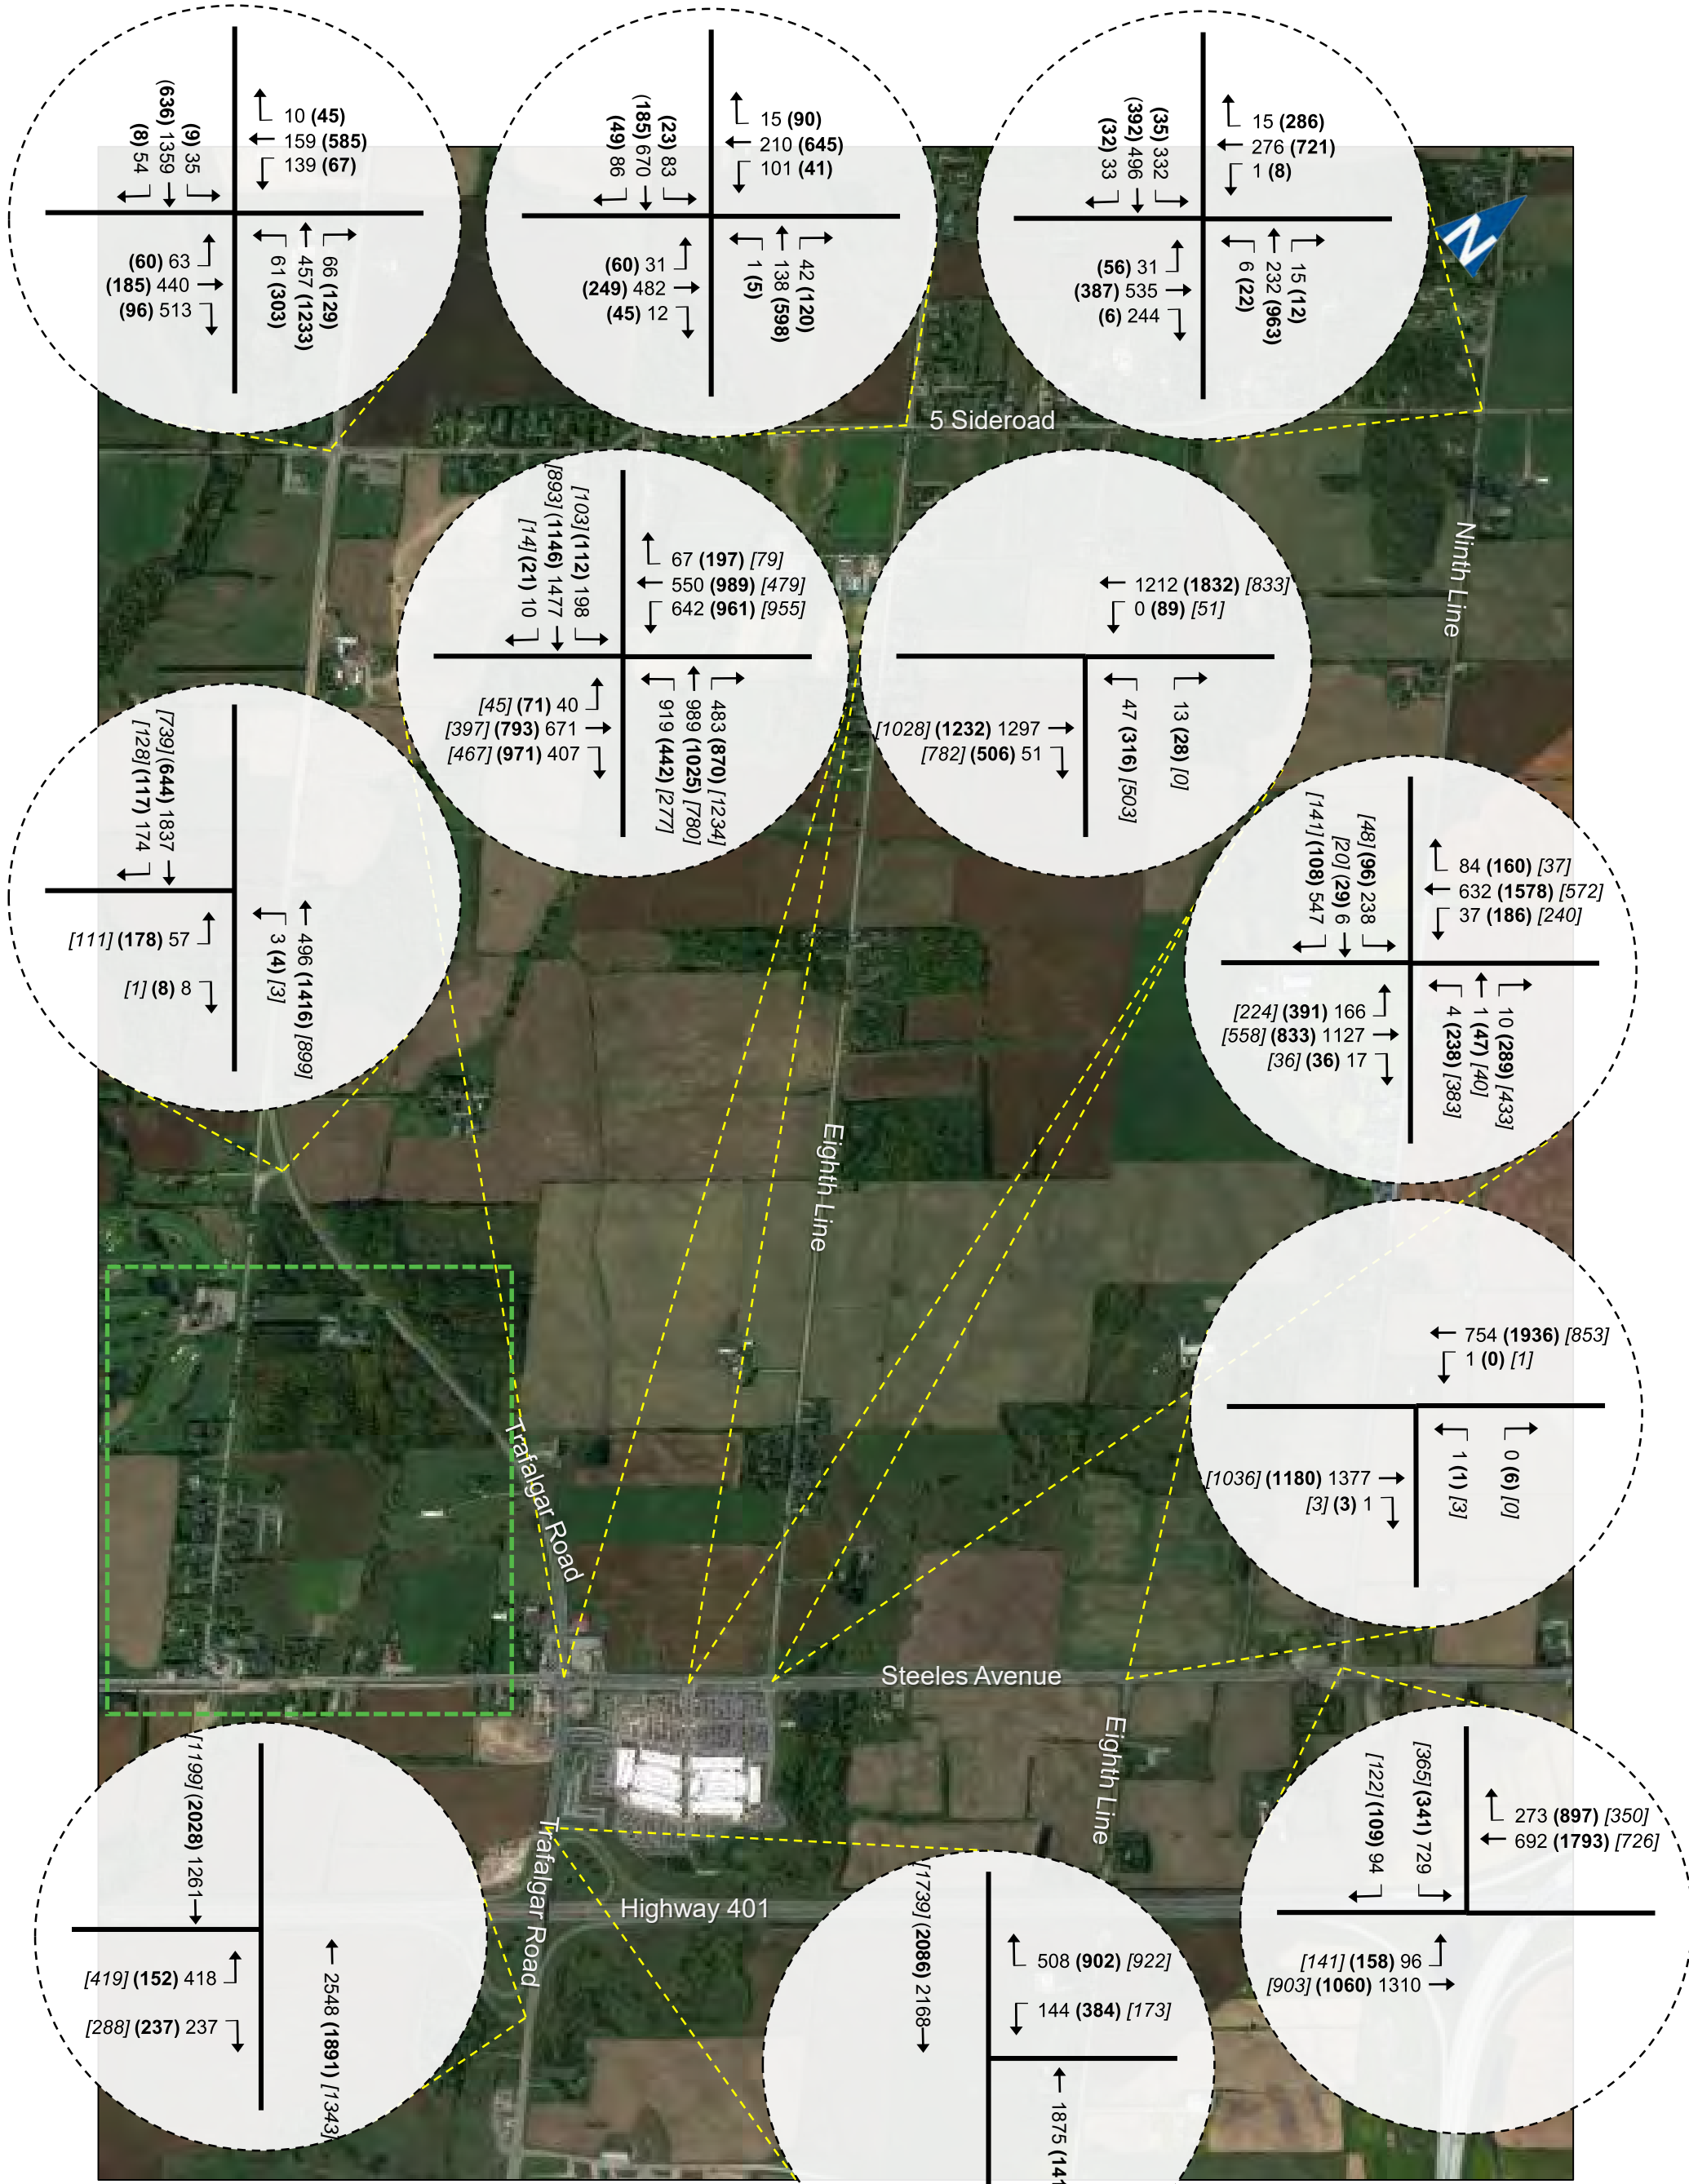 (8) 54
(636) 1359
(9) 35
10 (45)
159 (585)
139 (67)
(60) 63
(185) 440
(96) 513
61 (303)
457 (1233)
66 (129)
(49) 86
(185) 670
(23) 83
15 (90)
210 (645)
101 (41)
(60) 31
(249) 482
(45) 12
1 (5)
138 (598)
42 (120)
(32) 33
(392) 496
(35) 332
15 (286)
276 (721)
1 (8)
(56) 31
(387) 535
(6) 244
6 (22)
232 (963)
15 (12)
N
5 Sideroad
Ninth Line
[14] (21) 10
[893] (1146) 1477
[103] (112) 198
67 (197) [79]
550 (989) [479]
642 (961) [955]
[45] (71) 40
[397] (793) 671
[467] (971) 407
919 (442) [277]
989 (1025) [780]
483 (870) [1234]
1212 (1832) [833]
0 (89) [51]
[1028] (1232) 1297
[782] (506) 51
47 (316) [503]
13 (28) [0]
[128] (117) 174
[739] (644) 1837
[111] (178) 57
[1] (8) 8
3 (4) [3]
496 (1416) [899]
[141] (108) 547
[20] (29) 6
[48] (96) 238
84 (160) [37]
632 (1578) [572]
37 (186) [240]
[224] (391) 166
[558] (833) 1127
[36] (36) 17
4 (238) [383]
1 (47) [40]
10 (289) [433]
Eighth Line
754 (1936) [853]
1 (0) [1]
[1036] (1180) 1377
[3] (3) 1
1 (1) [3]
0 (6) [0]
Trafalgar Road
Steeles Avenue
Eighth Line
[122] (109) 94
[365] (341) 729
273 (897) [350]
692 (1793) [726]
[141] (158) 96
[903] (1060) 1310
Trafalgar Road
Highway 401
[1199] (2028) 1261
[419] (152) 418
[288] (237) 237
2548 (1891) [1343]
[1739] (2086) 2168
508 (902) [922]
144 (384) [173]
1875 (141